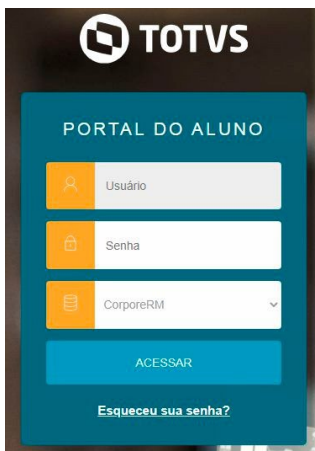 TOTVS
PORTAL DO ALUNO
Usuário
Senha
CorporeRM
ACESSAR
Esqueceu sua senha?